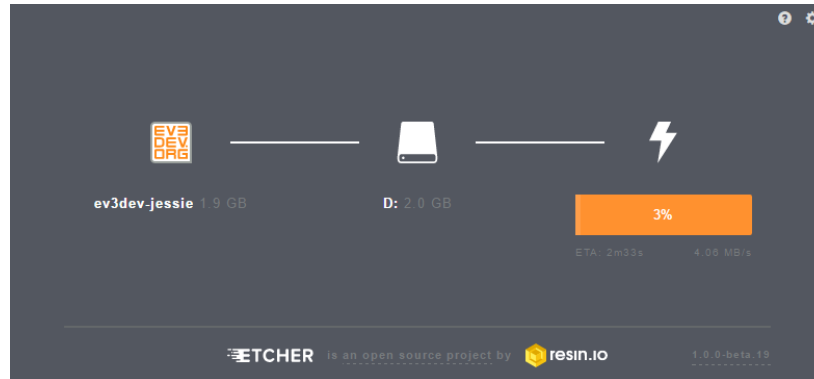 EV3
DEV
ORG
ev3dev-jessie 1.9 GB
D: 2.0 GB
3%
ETA: 2m33s
4.06 MB/s
ETCHER is an open source project by resin.io
1.0.0-beta.19